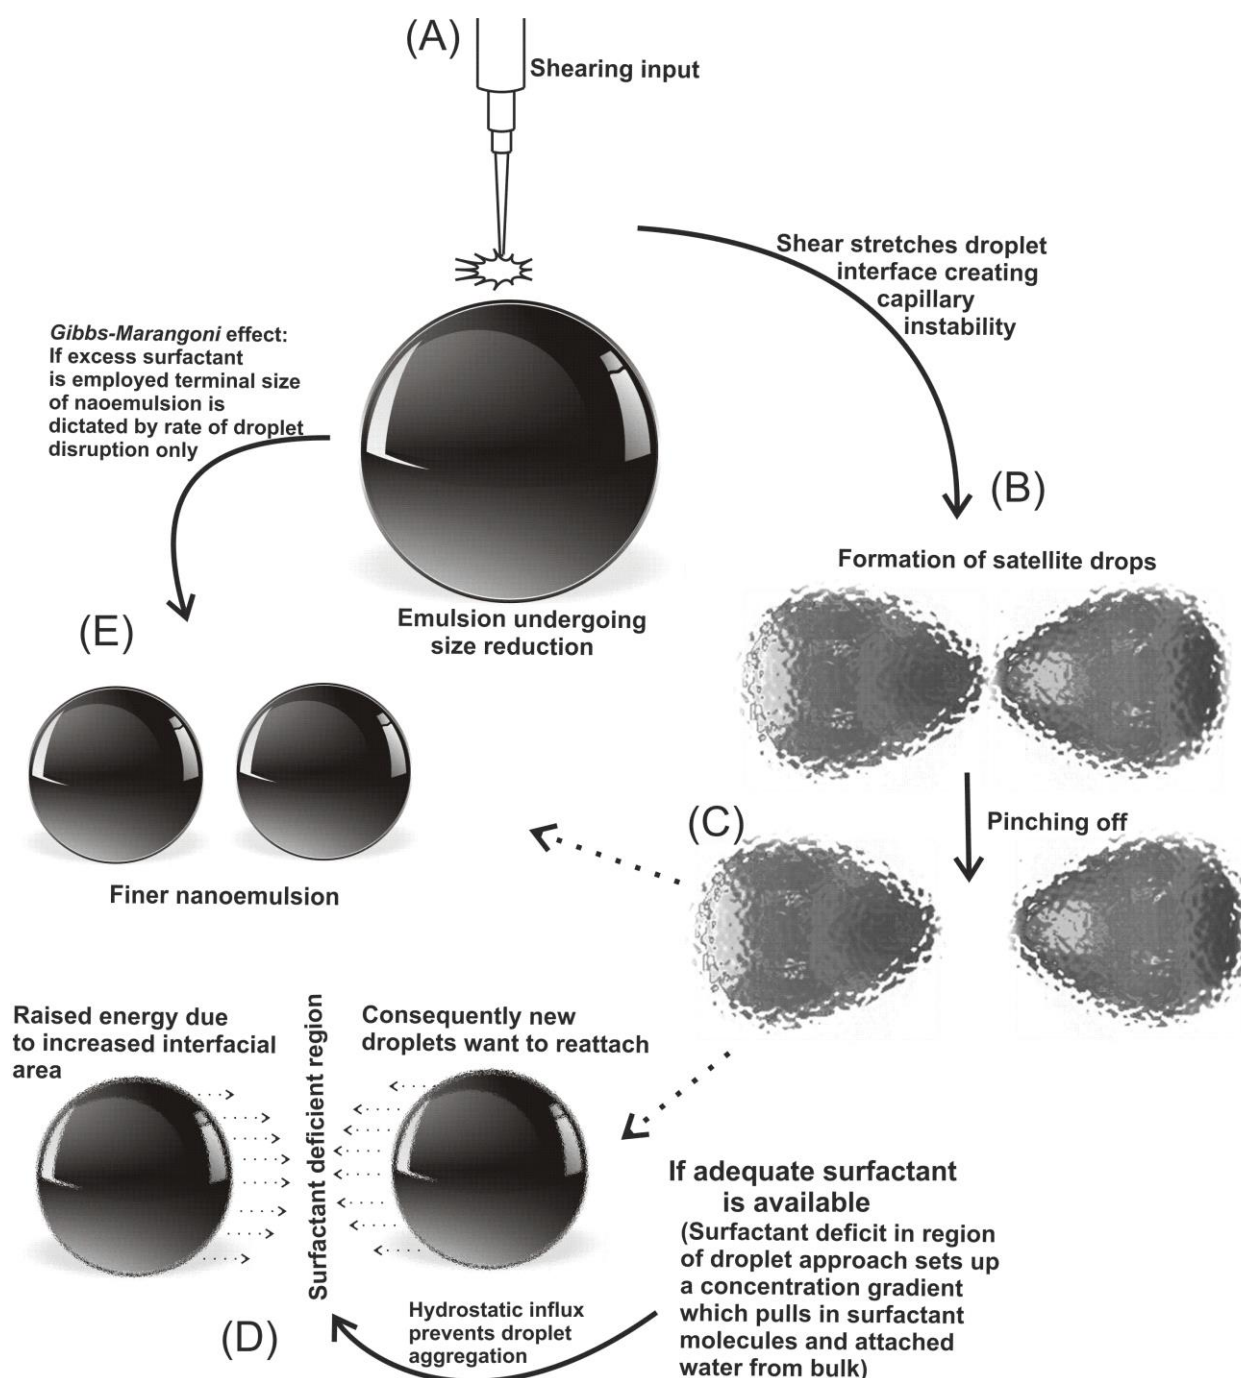 (A)
Shearing input
Shear stretches droplet
interface creating
capillary
instability
Gibbs-Marangoni effect:
If excess surfactant
is employed terminal size
of naoemulsion is
dictated by rate of droplet
disruption only
(B)
Formation of satellite drops
Emulsion undergoing
size reduction
(E)
Finer nanoemulsion
(C)
Pinching off
Raised energy due
to increased interfacial
area
Surfactant deficient region
Consequently new
droplets want to reattach
If adequate surfactant
is available
(Surfactant deficit in region
of droplet approach sets up
a concentration gradient
which pulls in surfactant
molecules and attached
water from bulk)
Hydrostatic influx
prevents droplet
aggregation
(D)